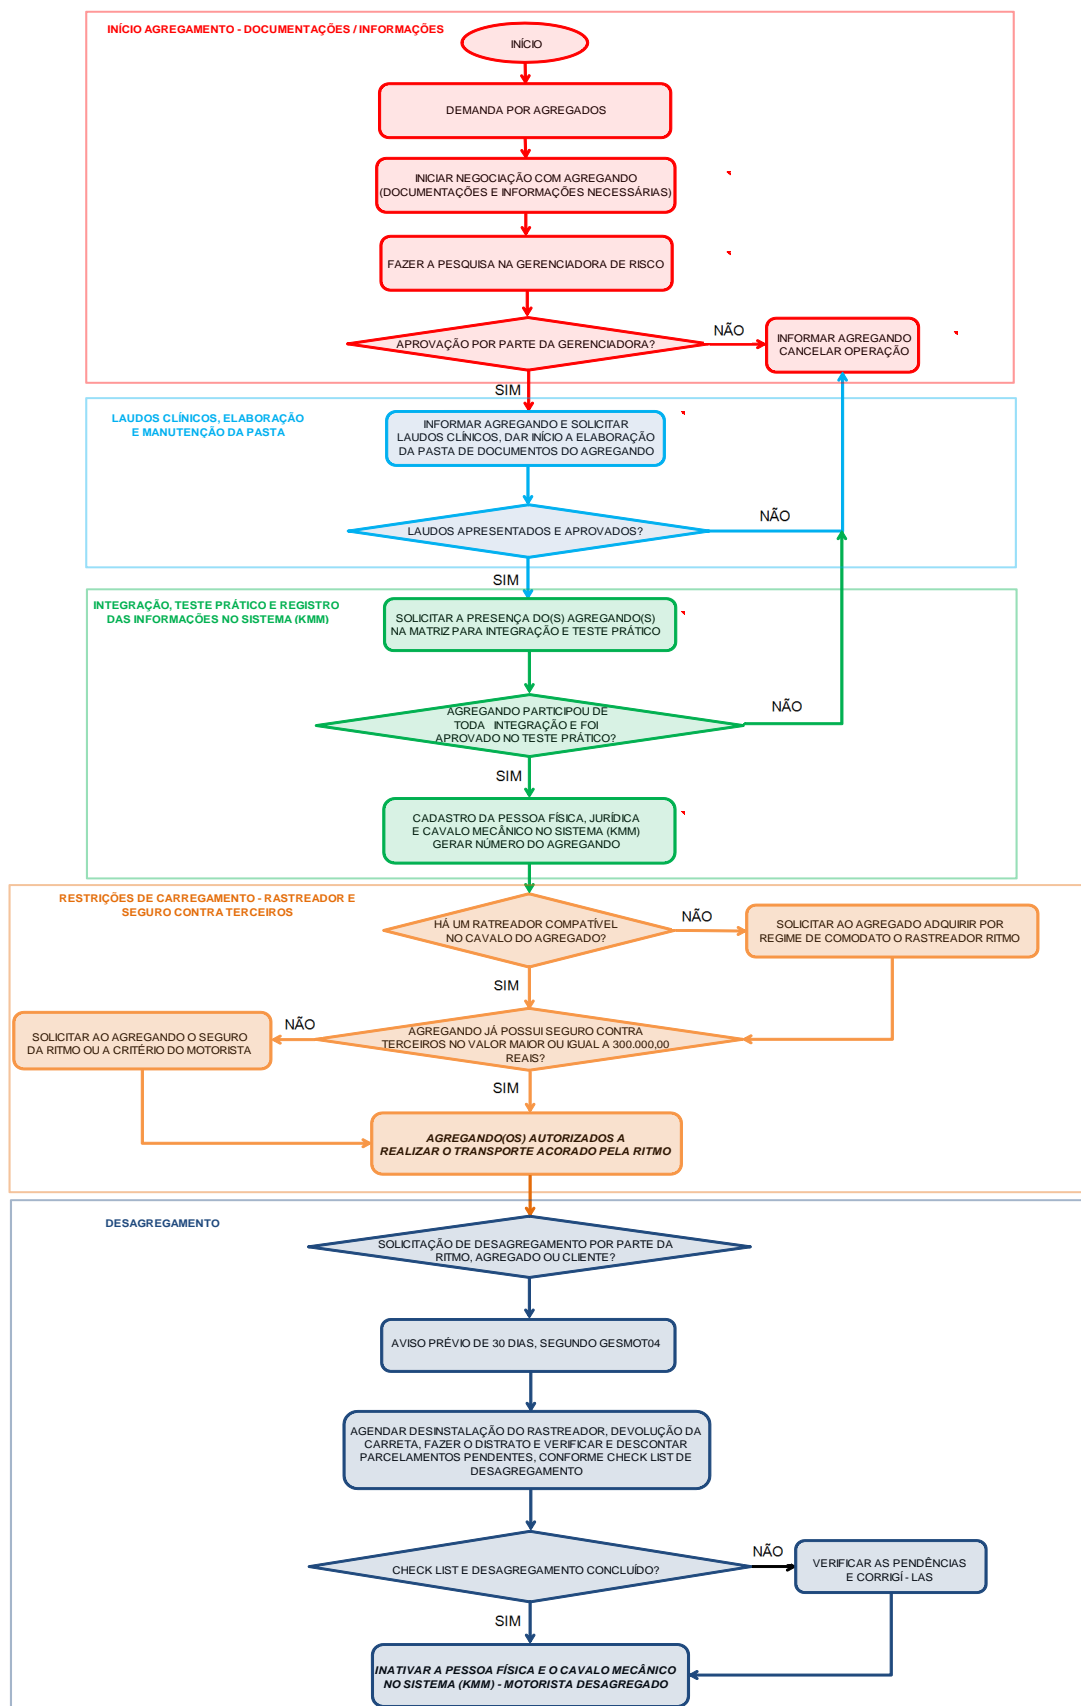 INÍCIO AGREGAMENTO - DOCUMENTAÇÕES / INFORMAÇÕES
INÍCIO
DEMANDA POR AGREGADOS
INICIAR NEGOCIAÇÃO COM AGREGANDO
(DOCUMENTAÇÕES E INFORMAÇÕES NECESSÁRIAS)
FAZER A PESQUISA NA GERENCIADORA DE RISCO
APROVAÇÃO POR PARTE DA GERENCIADORA?
NÃO
INFORMAR AGREGANDO
CANCELAR OPERAÇÃO
SIM
LAUDOS CLÍNICOS, ELABORAÇÃO
E MANUTENÇÃO DA PASTA
INFORMAR AGREGANDO E SOLICITAR
LAUDOS CLÍNICOS, DAR INÍCIO A ELABORAÇÃO
DA PASTA DE DOCUMENTOS DO AGREGANDO
LAUDOS APRESENTADOS E APROVADOS?
NÃO
SIM
INTEGRAÇÃO, TESTE PRÁTICO E REGISTRO
DAS INFORMAÇÕES NO SISTEMA (KMM)
SOLICITAR A PRESENÇA DO(S) AGREGANDO(S)
NA MATRIZ PARA INTEGRAÇÃO E TESTE PRÁTICO
AGREGANDO PARTICIPOU DE
TODA INTEGRAÇÃO E FOI
APROVADO NO TESTE PRÁTICO?
NÃO
SIM
CADASTRO DA PESSOA FÍSICA, JURÍDICA
E CAVALO MECÂNICO NO SISTEMA (KMM)
GERAR NÚMERO DO AGREGANDO
RESTRIÇÕES DE CARREGAMENTO - RASTREADOR E
SEGURO CONTRA TERCEIROS
HÁ UM RATREADOR COMPATÍVEL
NO CAVALO DO AGREGADO?
NÃO
SOLICITAR AO AGREGADO ADQUIRIR POR
REGIME DE COMODATO O RASTREADOR RITMO
SIM
AGREGANDO JÁ POSSUI SEGURO CONTRA
TERCEIROS NO VALOR MAIOR OU IGUAL A 300.000,00
REAIS?
NÃO
SOLICITAR AO AGREGANDO O SEGURO
DA RITMO OU A CRITÉRIO DO MOTORISTA
SIM
AGREGANDO(OS) AUTORIZADOS A
REALIZAR O TRANSPORTE ACORADO PELA RITMO
DESAGREGAMENTO
SOLICITAÇÃO DE DESAGREGAMENTO POR PARTE DA
RITMO, AGREGADO OU CLIENTE?
AVISO PRÉVIO DE 30 DIAS, SEGUNDO GESMOT04
AGENDAR DESINSTALAÇÃO DO RASTREADOR, DEVOLUÇÃO DA
CARRETA, FAZER O DISTRATO E VERIFICAR E DESCONTAR
PARCELAMENTOS PENDENTES, CONFORME CHECK LIST DE
DESAGREGAMENTO
CHECK LIST E DESAGREGAMENTO CONCLUÍDO?
NÃO
VERIFICAR AS PENDÊNCIAS
E CORRIGÍ - LAS
SIM
INATIVAR A PESSOA FÍSICA E O CAVALO MECÂNICO
NO SISTEMA (KMM) - MOTORISTA DESAGREGADO